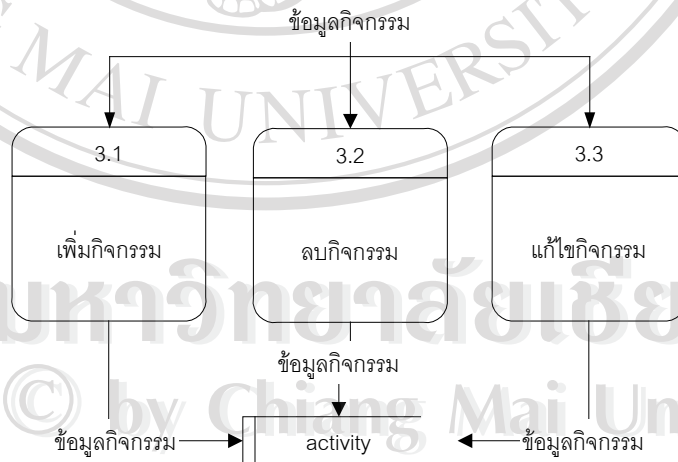 ข้อมูลกิจกรรม
MAI UNIVERSIT
3.1
3.2
3.3
เพิ่มกิจกรรม
ลบกิจกรรม
แก้ไขกิจกรรม
มหาวิทยาลัยเชีย
ข้อมูลกิจกรรม
© by Chiang Mai Un
ข้อมูลกิจกรรม
activity
ข้อมูลกิจกรรม